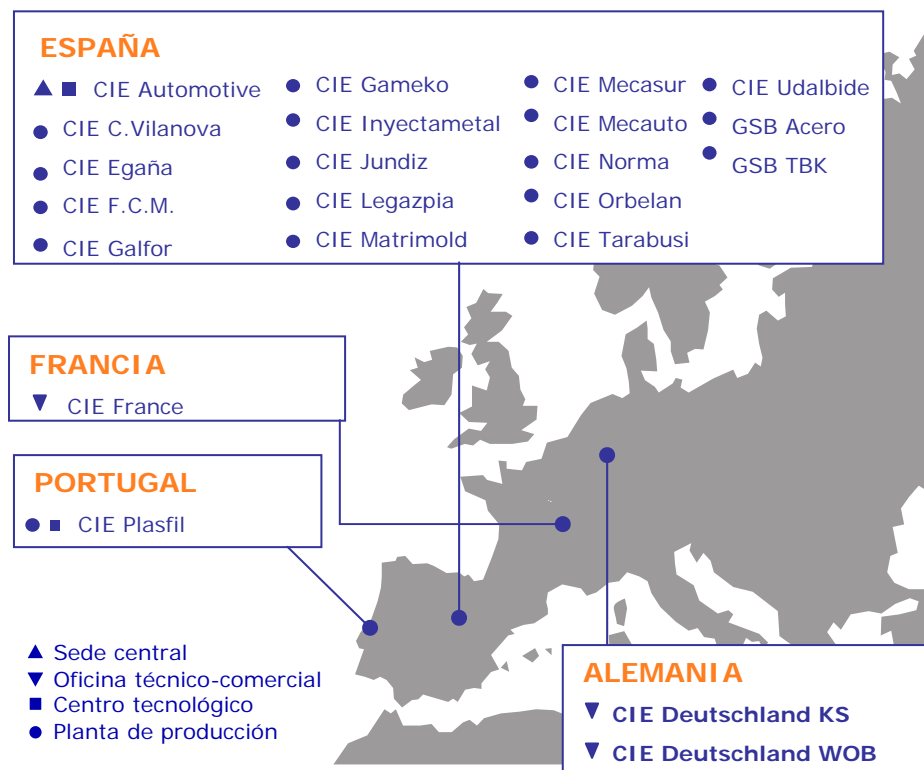 ESPAÑA
▲ ■ CIE Automotive
● CIE C.Vilanova
● CIE Egaña
● CIE F.C.M.
● CIE Galfor
● CIE Gameko
● CIE Inyectametal
● CIE Jundiz
● CIE Legazpia
● CIE Matrimold
● CIE Mecasur
● CIE Mecauto
● CIE Norma
● CIE Orbelan
● CIE Tarabusi
● CIE Udalbide
● GSB Acero
● GSB TBK
FRANCIA
▼ CIE France
PORTUGAL
● ■ CIE Plasfil
▲ Sede central
▼ Oficina técnico-comercial
■ Centro tecnológico
● Planta de producción
ALEMANIA
▼ CIE Deutschland KS
▼ CIE Deutschland WOB